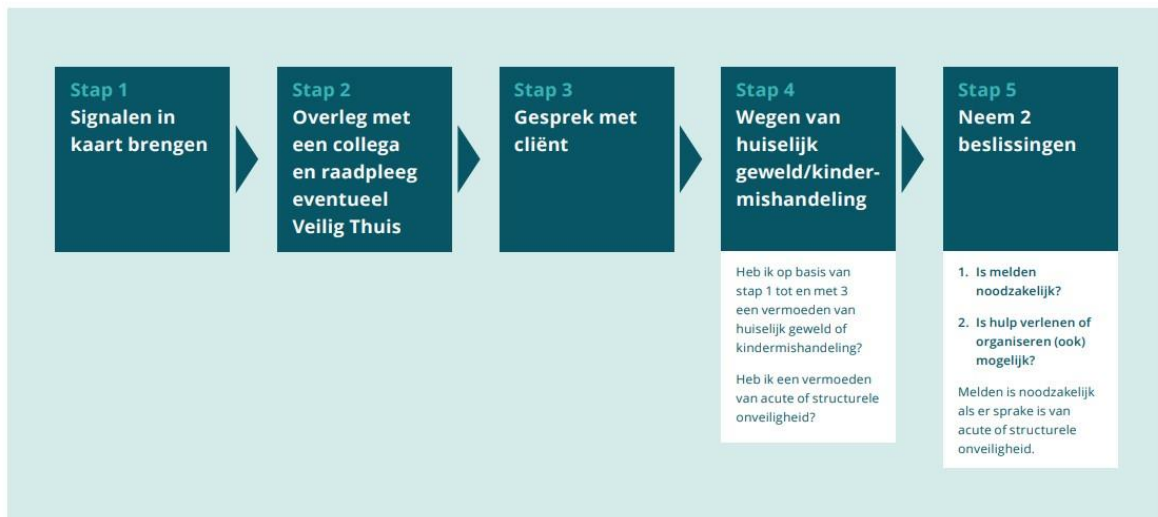 Stap 1
Signalen in
kaart brengen
Stap 2
Overleg met
een collega
en raadpleeg
eventueel
Veilig Thuis
Stap 3
Gesprek met
cliënt
Stap 4
Wegen van
huiselijk
geweld/kinder-
mishandeling
Heb ik op basis van
stap 1 tot en met 3
een vermoeden van
huiselijk geweld of
kindermishandeling?
Heb ik een vermoeden
van acute of structurele
onveiligheid?
Stap 5
Neem 2
beslissingen
1. Is melden
noodzakelijk?
2. Is hulp verlenen of
organiseren (ook)
mogelijk?
Melden is noodzakelijk
als er sprake is van
acute of structurele
onveiligheid.